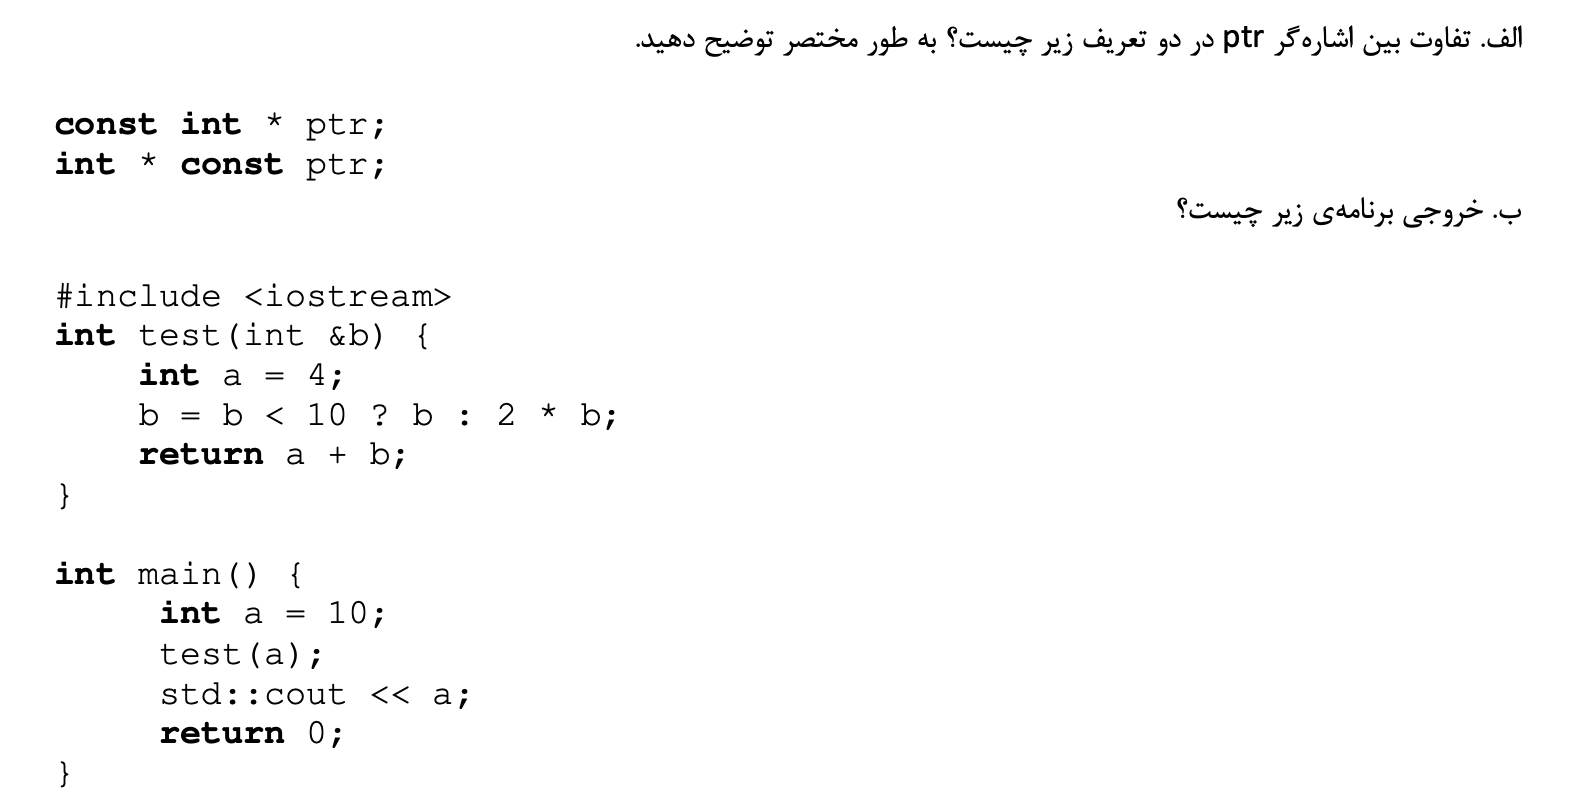 الف. تفاوت بین اشاره‌گر ptr در دو تعریف زیر چیست؟ به طور مختصر توضیح دهید.
const int * ptr;
int * const ptr;
ب. خروجی برنامه‌ی زیر چیست؟
#include <iostream>
int test(int &b) {
    int a = 4;
    b = b < 10 ? b : 2 * b;
    return a + b;
}
int main() {
     int a = 10;
     test(a);
     std::cout << a;
     return 0;
}